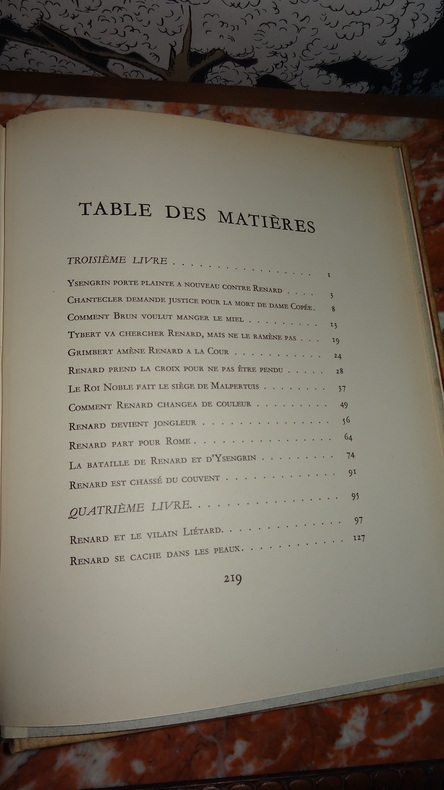 TABLE DES MATIÈRES
TROISIÈME LIVRE . . . . . . . . . . . . . . . . . 1
YSENGRIN PORTE PLAINTE A NOUVEAU CONTRE RENARD . . . . 3
CHANTECLER DEMANDE JUSTICE POUR LA MORT DE DAME COPÉE. 8
COMMENT BRUN VOULUT MANGER LE MIEL . . . . . . . . . 13
TYBERT VA CHERCHER RENARD, MAIS NE LE RAMÈNE PAS . . . 19
GRIMBERT AMÈNE RENARD A LA COUR . . . . . . . . . . 24
RENARD PREND LA CROIX POUR NE PAS ÊTRE PENDU . . . . . 28
LE ROI NOBLE FAIT LE SIÈGE DE MALPERTUIS . . . . . . . 37
COMMENT RENARD CHANGEA DE COULEUR . . . . . . . . . 49
RENARD DEVIENT JONGLEUR . . . . . . . . . . . . . 56
RENARD PART POUR ROME . . . . . . . . . . . . . . 64
LA BATAILLE DE RENARD ET D'YSENGRIN . . . . . . . . . 74
RENARD EST CHASSÉ DU COUVENT . . . . . . . . . . . 91
QUATRIÈME LIVRE. . . . . . . . . . . . . . . . . 95
RENARD ET LE VILAIN LIÉTARD. . . . . . . . . . . . 97
RENARD SE CACHE DANS LES PEAUX. . . . . . . . . . . 127
219